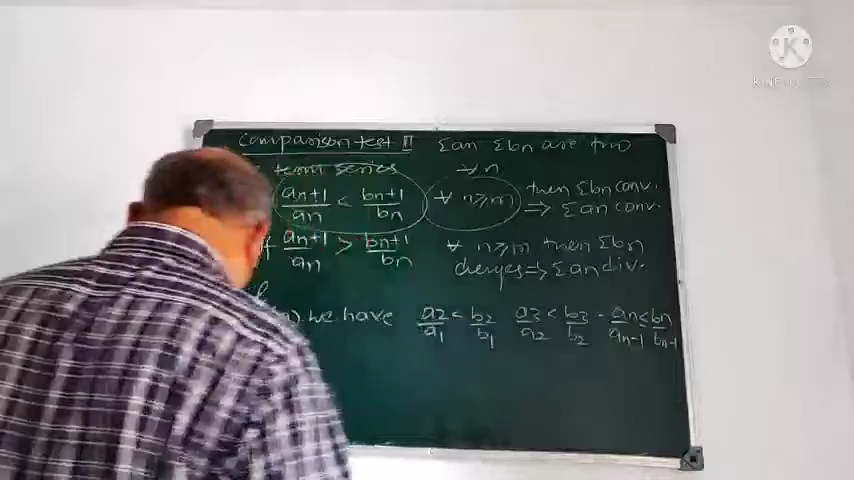 K
KINEMASTER
Comparison test II Σan Σbn are two
term series ∀ n
an+1/an < bn+1/bn ∀ n≥m then Σbn conv.
⇒ Σan conv.
If an+1/an > bn+1/bn ∀ n≥m then Σbn
diverges ⇒ Σan div.
we have a2/a1 < b2/b1 a3/a2 < b3/b2 - an/an-1 < bn/bn-1